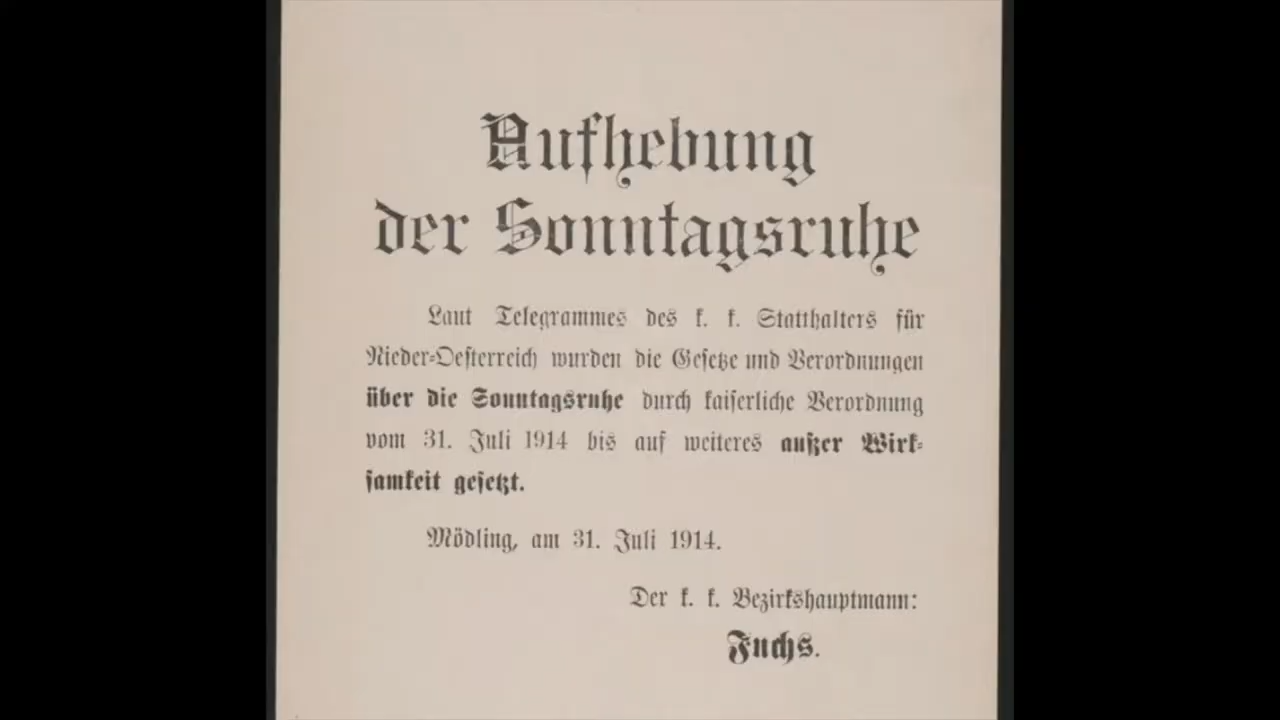 Aufhebung
der Sonntagsruhe
Laut Telegrammes des k. k. Statthalters für
Nieder-Oesterreich wurden die Gesetze und Verordnungen
über die Sonntagsruhe durch kaiserliche Verordnung
vom 31. Juli 1914 bis auf weiteres außer Wirk-
samkeit gesetzt.
Mödling, am 31. Juli 1914.
Der k. k. Bezirkshauptmann:
Fuchs.